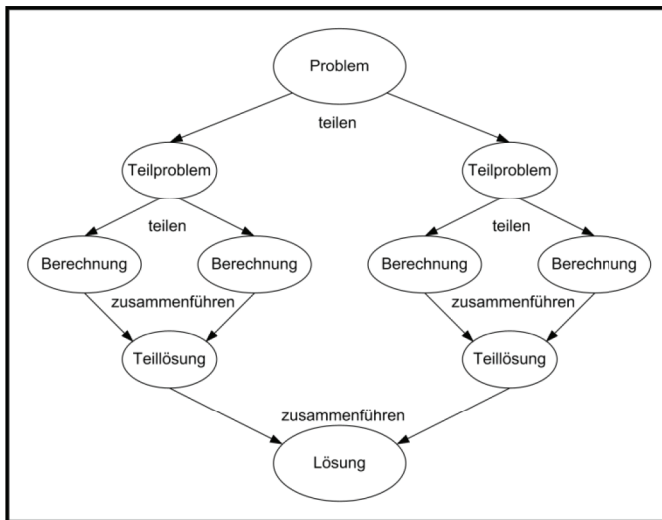 Problem
teilen
Teilproblem
Teilproblem
teilen
teilen
Berechnung
Berechnung
Berechnung
Berechnung
zusammenführen
zusammenführen
Teillösung
Teillösung
zusammenführen
Lösung